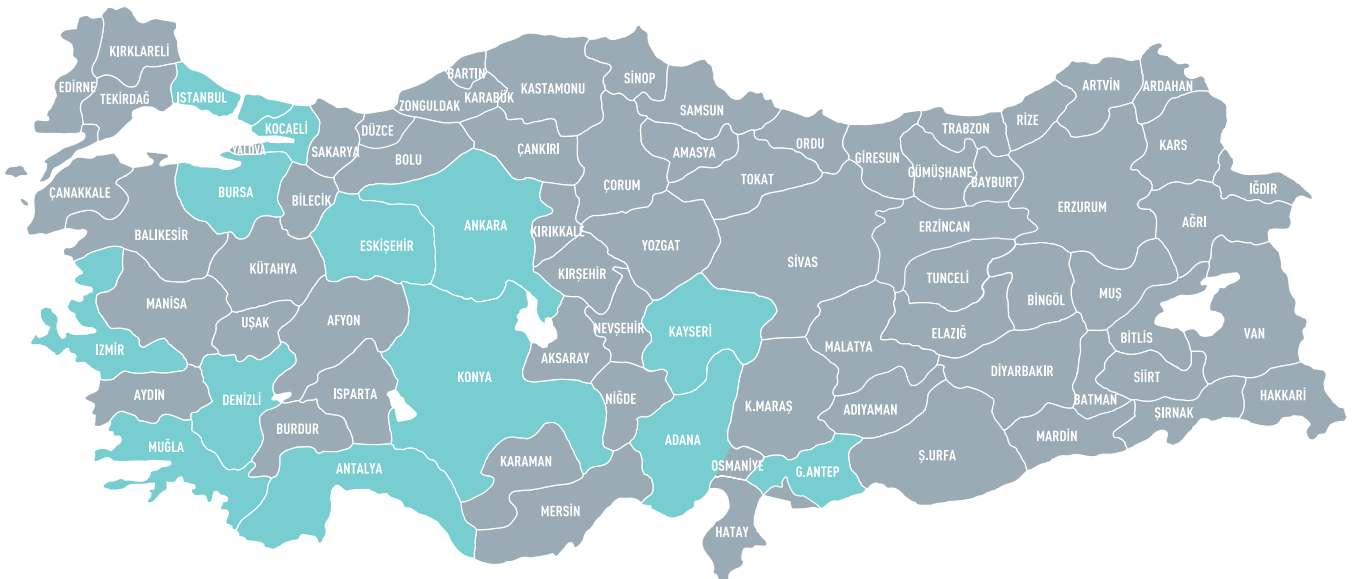 KIRKLARELİ
EDİRNE
TEKİRDAĞ
ISTANBUL
KOCAELİ
YALOVA
SAKARYA
DÜZCE
ZONGULDAK
BARTIN
KARABÜK
KASTAMONU
SİNOP
SAMSUN
ORDU
GİRESUN
TRABZON
RİZE
ARTVİN
ARDAHAN
KARS
IĞDIR
ÇANAKKALE
BURSA
BİLECİK
BOLU
ÇANKIRI
ÇORUM
AMASYA
TOKAT
GÜMÜŞHANE
BAYBURT
ERZURUM
AĞRI
BALIKESİR
KÜTAHYA
ESKİŞEHİR
ANKARA
KIRIKKALE
KIRŞEHİR
YOZGAT
SİVAS
ERZİNCAN
TUNCELİ
BİNGÖL
MUŞ
MANİSA
UŞAK
AFYON
NEVŞEHİR
KAYSERİ
MALATYA
ELAZIĞ
BİTLİS
VAN
IZMİR
AYDIN
DENİZLİ
ISPARTA
BURDUR
KONYA
AKSARAY
NİĞDE
K.MARAŞ
ADIYAMAN
DİYARBAKIR
BATMAN
SİİRT
ŞIRNAK
HAKKARİ
MUĞLA
ANTALYA
KARAMAN
MERSİN
ADANA
OSMANİYE
G.ANTEP
Ş.URFA
MARDİN
HATAY